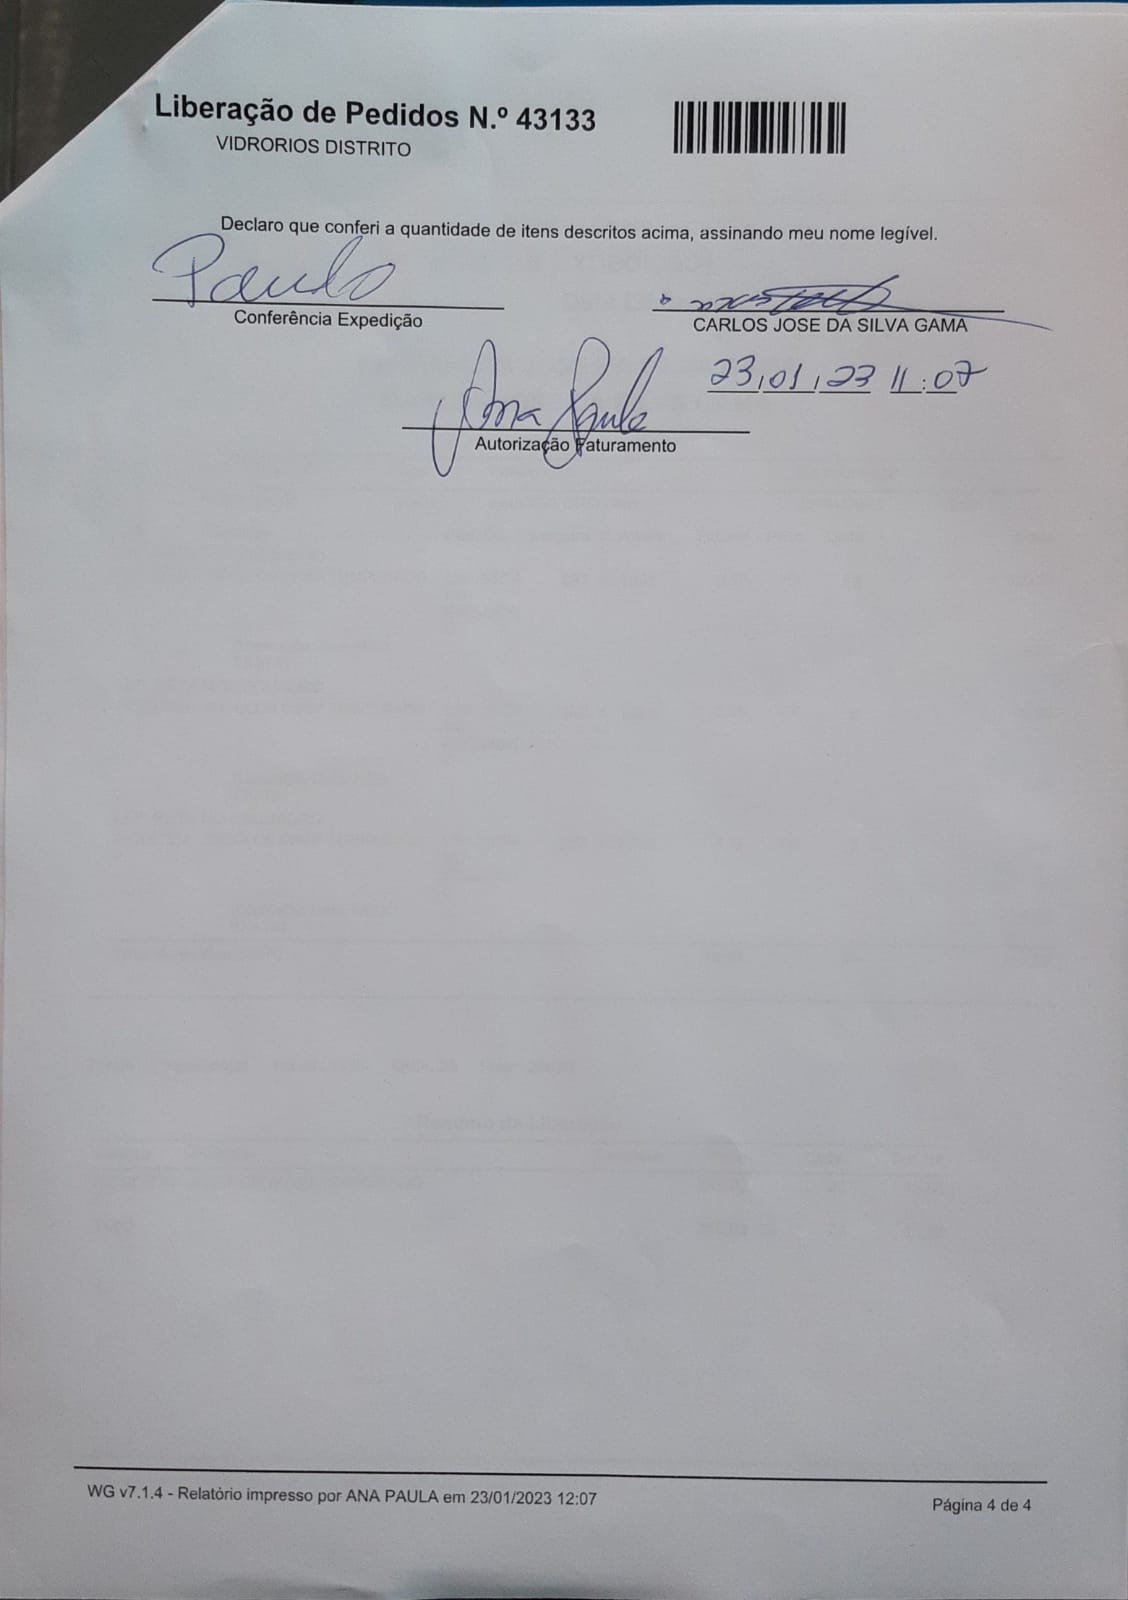 Liberação de Pedidos N.º 43133
VIDRORIOS DISTRITO
Declaro que conferi a quantidade de itens descritos acima, assinando meu nome legível.
Paulo
Conferência Expedição
CARLOS JOSE DA SILVA GAMA
23/01/23 11:07
Ana Paula
Autorização Faturamento
WG v7.1.4 - Relatório impresso por ANA PAULA em 23/01/2023 12:07
Página 4 de 4